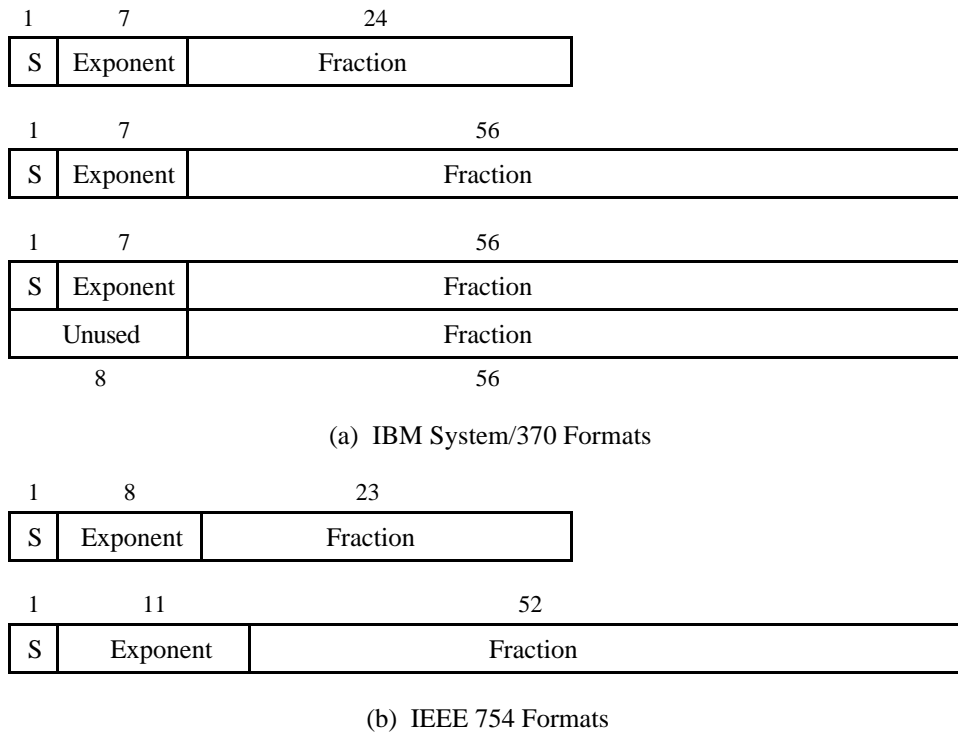 1 7 24
S Exponent Fraction
1 7 56
S Exponent Fraction
1 7 56
S Exponent Fraction
Unused Fraction
8 56
(a) IBM System/370 Formats
1 8 23
S Exponent Fraction
1 11 52
S Exponent Fraction
(b) IEEE 754 Formats